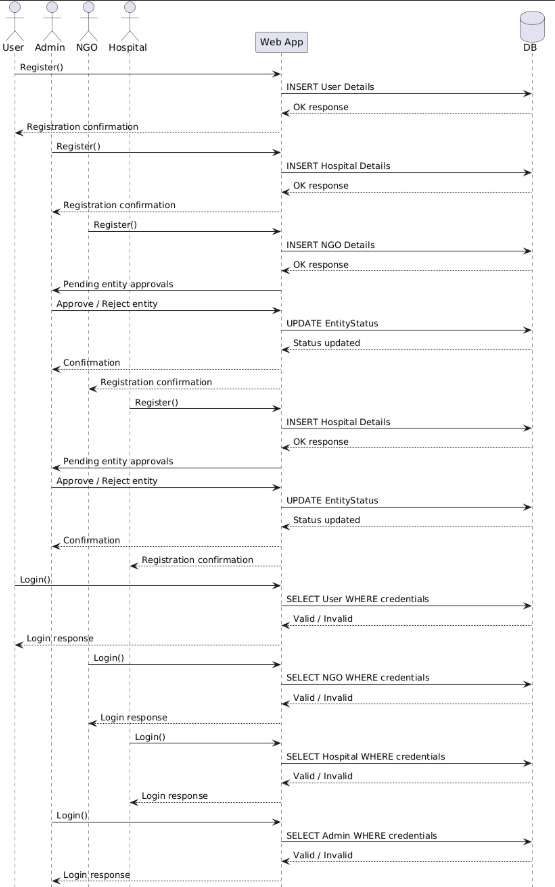 User
Admin
NGO
Hospital
Web App
DB
Register()
INSERT User Details
OK response
Registration confirmation
Register()
INSERT Hospital Details
OK response
Registration confirmation
Register()
INSERT NGO Details
OK response
Pending entity approvals
Approve / Reject entity
UPDATE EntityStatus
Status updated
Confirmation
Registration confirmation
Register()
INSERT Hospital Details
OK response
Pending entity approvals
Approve / Reject entity
UPDATE EntityStatus
Status updated
Confirmation
Registration confirmation
Login()
SELECT User WHERE credentials
Valid / Invalid
Login response
Login()
SELECT NGO WHERE credentials
Valid / Invalid
Login response
Login()
SELECT Hospital WHERE credentials
Valid / Invalid
Login response
Login()
SELECT Admin WHERE credentials
Valid / Invalid
Login response